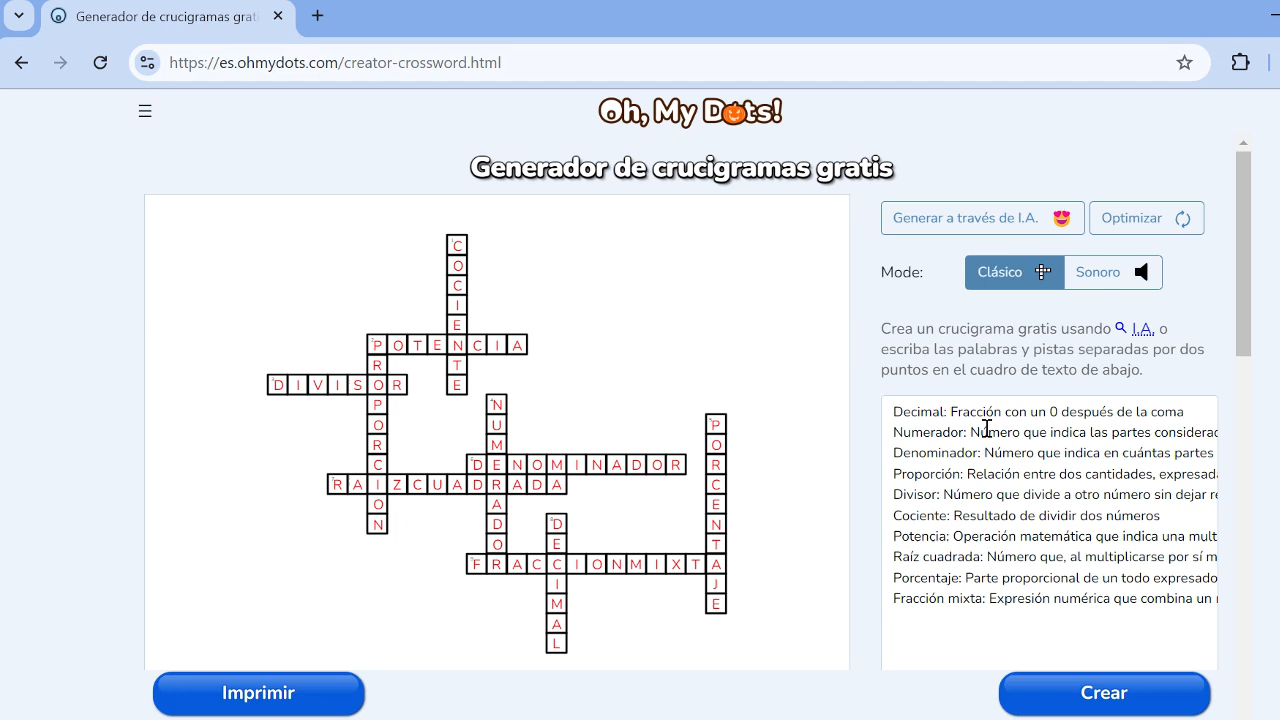 Generador de crucigramas grati
https://es.ohmydots.com/creator-crossword.html
Oh, My Dots!
Generador de crucigramas gratis
Generar a través de I.A.
Optimizar
Mode:
Clásico
Sonoro
Crea un crucigrama gratis usando I.A. o
escriba las palabras y pistas separadas por dos
puntos en el cuadro de texto de abajo.
Decimal: Fracción con un 0 después de la coma
Numerador: Número que indica las partes considerad
Denominador: Número que indica en cuántas partes
Proporción: Relación entre dos cantidades, expresad
Divisor: Número que divide a otro número sin dejar re
Cociente: Resultado de dividir dos números
Potencia: Operación matemática que indica una mult
Raíz cuadrada: Número que, al multiplicarse por sí m
Porcentaje: Parte proporcional de un todo expresado
Fracción mixta: Expresión numérica que combina un
COCIENTE
POTENCIA
PROPORCION
DIVISOR
NUMERADOR
PORCENTAJE
DENOMINADOR
RAIZCUADRADA
DECIMAL
FRACCIONMIXTA
Imprimir
Crear